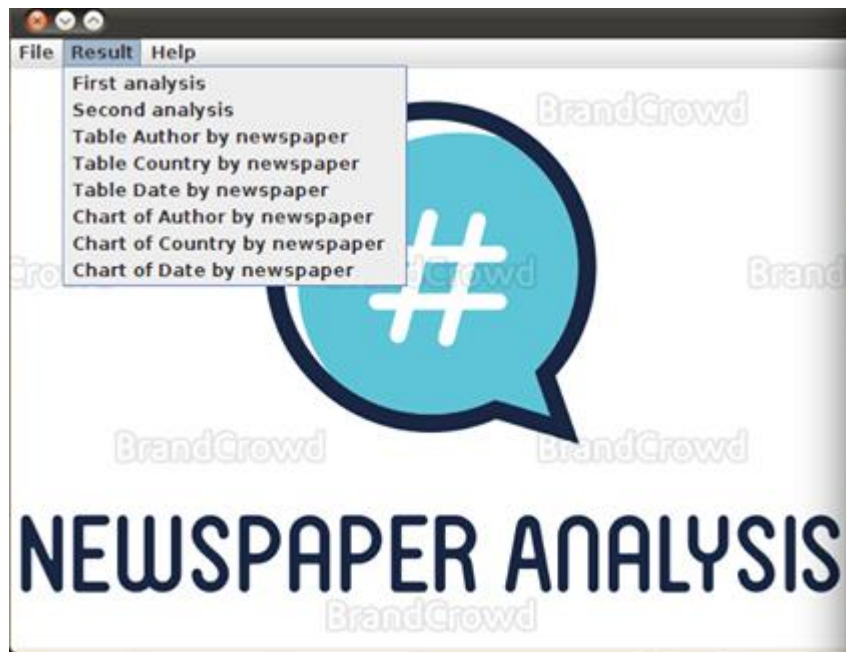 File Result Help
First analysis
Second analysis
Table Author by newspaper
Table Country by newspaper
Table Date by newspaper
Chart of Author by newspaper
Chart of Country by newspaper
Chart of Date by newspaper
BrandCrowd
Crowd
Brand
BrandCrowd
BrandCrowd
NEWSPAPER ANALYSIS
BrandCrowd